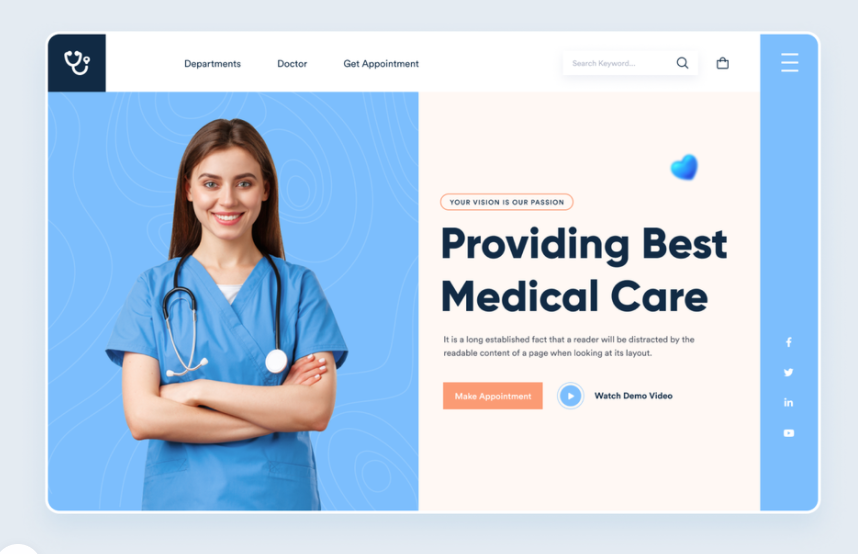 Departments
Doctor
Get Appointment
Search Keyword...
YOUR VISION IS OUR PASSION
Providing Best
Medical Care
It is a long established fact that a reader will be distracted by the
readable content of a page when looking at its layout.
Make Appointment
Watch Demo Video